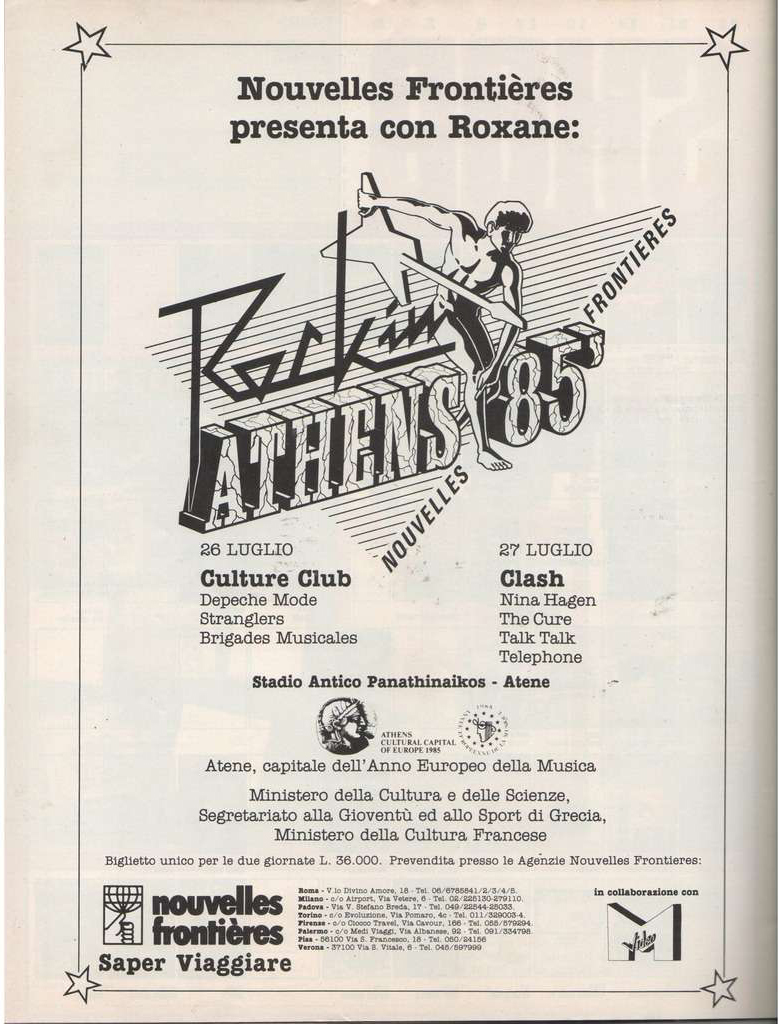 Nouvelles Frontières
presenta con Roxane:
Rockin
ATHENS '85'
NOUVELLES FRONTIERES
26 LUGLIO
Culture Club
Depeche Mode
Stranglers
Brigades Musicales
27 LUGLIO
Clash
Nina Hagen
The Cure
Talk Talk
Telephone
Stadio Antico Panathinaikos - Atene
ATHENS
CULTURAL CAPITAL
OF EUROPE 1985
Atene, capitale dell'Anno Europeo della Musica
Ministero della Cultura e delle Scienze,
Segretariato alla Gioventù ed allo Sport di Grecia,
Ministero della Cultura Francese
Biglietto unico per le due giornate L. 36.000. Prevendita presso le Agenzie Nouvelles Frontieres:
nouvelles
frontières
Saper Viaggiare
Roma - V.lo Divino Amore, 18 - Tel. 06/6785841/2/3/4/5.
Milano - c/o Airport, Via Vetere, 6 - Tel. 02/225130-279110.
Padova - Via V. Stefano Breda, 17 - Tel. 049/22844-25033.
Torino - c/o Evoluzione, Via Pomaro, 4c - Tel. 011/329003-4.
Firenze - c/o Ciocco Travel, Via Cavour, 166 - Tel. 055/579294.
Palermo - c/o Medi Viaggi, Via Albanese, 92 - Tel. 091/334798.
Pisa - 56100 Via S. Francesco, 18 - Tel. 050/24156
Verona - 37100 Via S. Vitale, 6 - Tel. 045/597999
in collaborazione con
Video